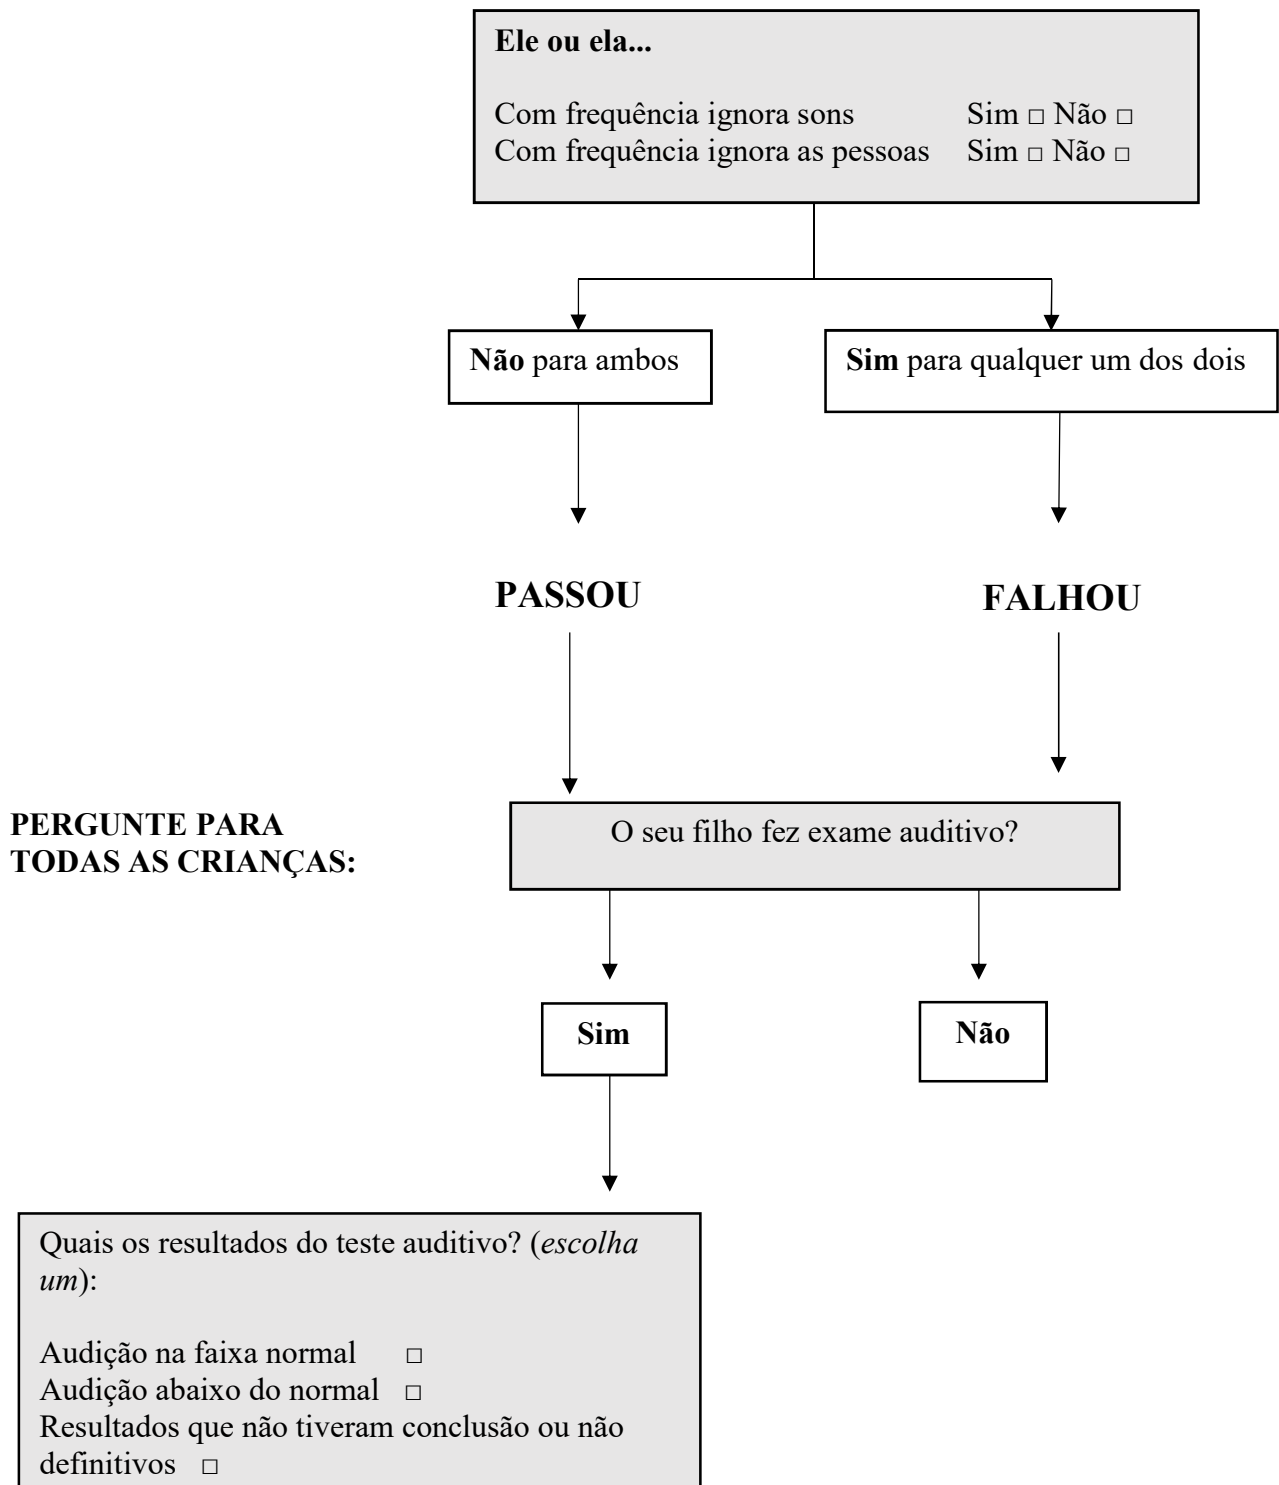 Ele ou ela...
Com frequência ignora sons Sim □ Não □
Com frequência ignora as pessoas Sim □ Não □
Não para ambos
Sim para qualquer um dos dois
PASSOU
FALHOU
PERGUNTE PARA
TODAS AS CRIANÇAS:
O seu filho fez exame auditivo?
Sim
Não
Quais os resultados do teste auditivo? (escolha
um):
Audição na faixa normal □
Audição abaixo do normal □
Resultados que não tiveram conclusão ou não
definitivos □